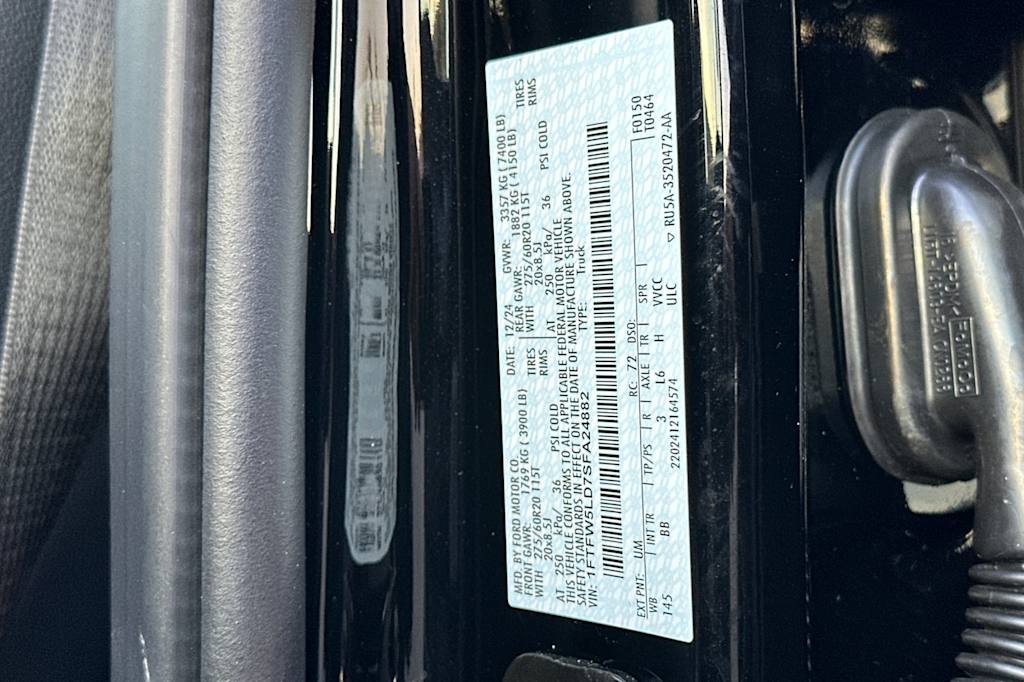 MFD. BY FORD MOTOR CO.
DATE: 12/24 GVWR: 3357 KG ( 7400 LB)
FRONT GAWR: 1769 KG ( 3900 LB) REAR GAWR: 1882 KG ( 4150 LB)
WITH 275/60R20 115T TIRES WITH 275/60R20 115T TIRES
20x8.5J RIMS 20x8.5J RIMS
AT 250 kPa/ 36 PSI COLD AT 250 kPa/ 36 PSI COLD
THIS VEHICLE CONFORMS TO ALL APPLICABLE FEDERAL MOTOR VEHICLE
SAFETY STANDARDS IN EFFECT ON THE DATE OF MANUFACTURE SHOWN ABOVE.
VIN: 1FTFW5LD7SFA24882 TYPE: Truck
EXT PNT: UM RC: 72 DSO: F0150
WB INT TR TP/PS R AXLE TR SPR T0464
145 BB 3 L6 H VVCC
2202412164574 ULC ▽ RU5A-3520472-AA